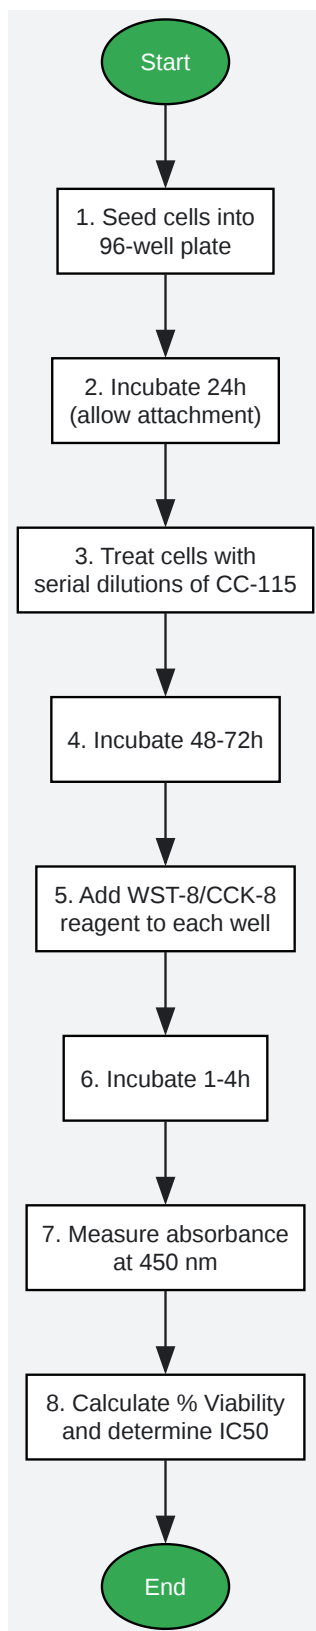 Start
1. Seed cells into
96-well plate
2. Incubate 24h
(allow attachment)
3. Treat cells with
serial dilutions of CC-115
4. Incubate 48-72h
5. Add WST-8/CCK-8
reagent to each well
6. Incubate 1-4h
7. Measure absorbance
at 450 nm
8. Calculate % Viability
and determine IC50
End